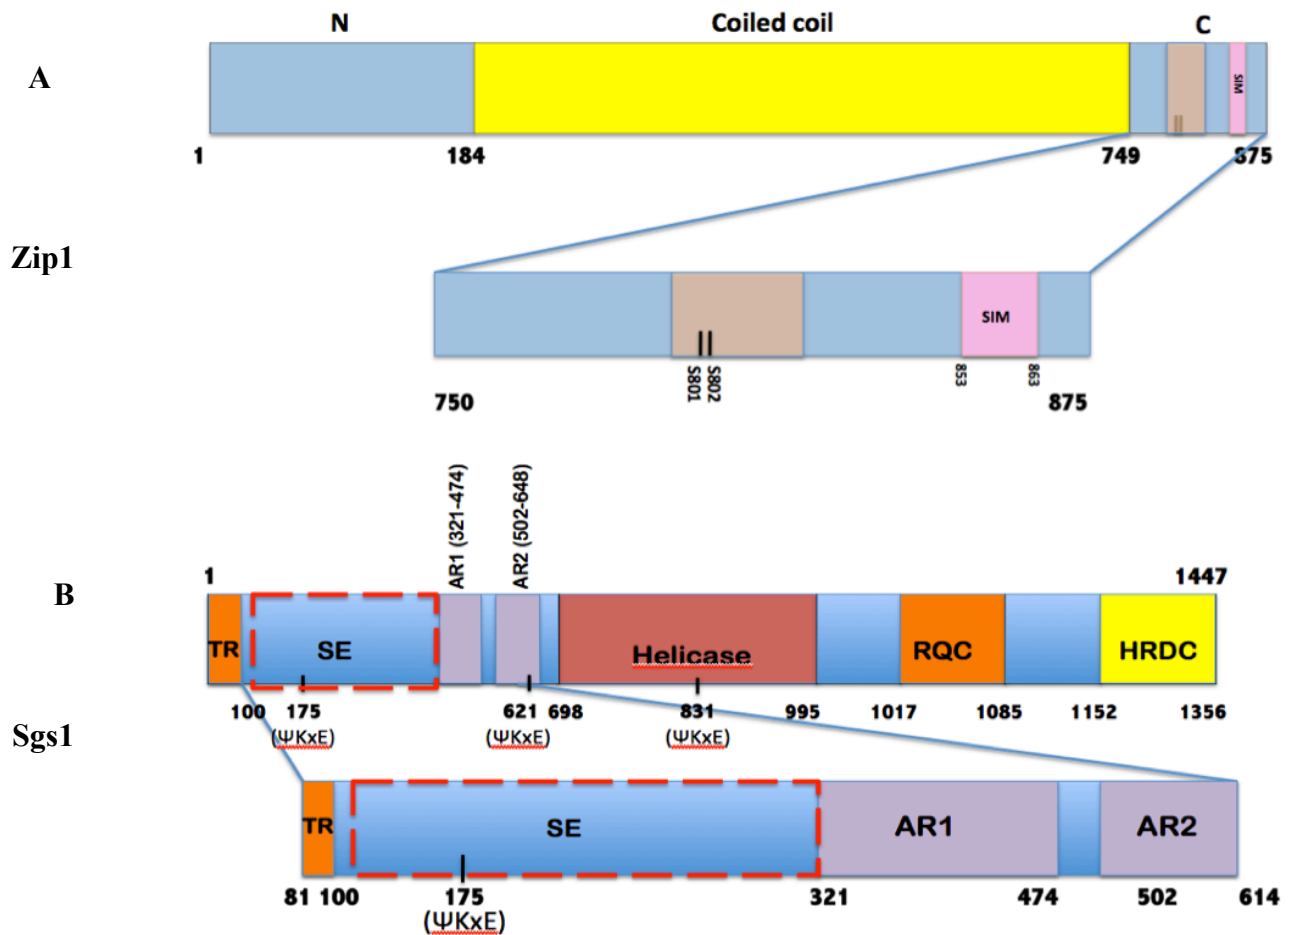 N Coiled coil C
A
SIM
1 184 749 875
Zip1
SIM
S801 S802 853 863
750 875
AR1 (321-474) AR2 (502-648)
1 1447
B
TR SE Helicase RQC HRDC
100 175 621 698 831 995 1017 1085 1152 1356
(ΨKxE) (ΨKxE) (ΨKxE)
Sgs1
TR SE AR1 AR2
81 100 175 321 474 502 614
(ΨKxE)